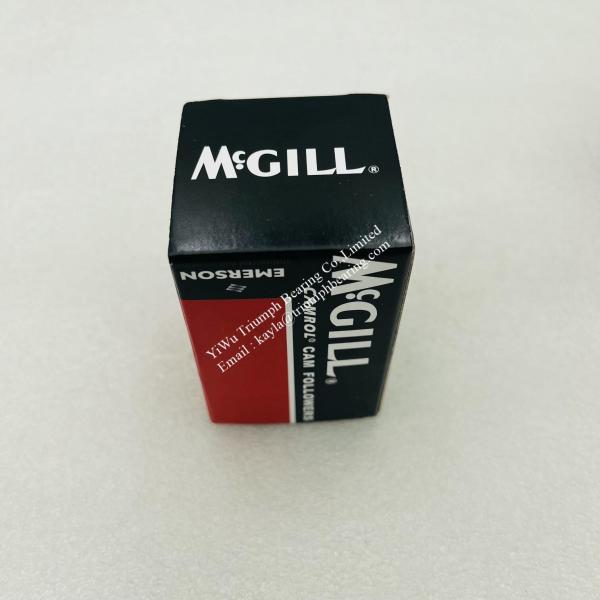 McGILL®
McGILL®
CAMROL® CAM FOLLOWERS
EMERSON
YiWu Triumph Bearing Co., Limited
Email : kayla@triumphbearing.com